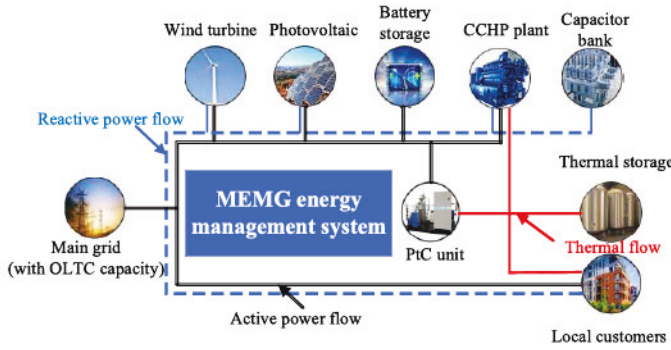 Wind turbine
Photovoltaic
Battery
storage
CCHP plant
Capacitor
bank
Reactive power flow
MEMG energy
management system
Thermal storage
Main grid
(with OLTC capacity)
PtC unit
Thermal flow
Active power flow
Local customers